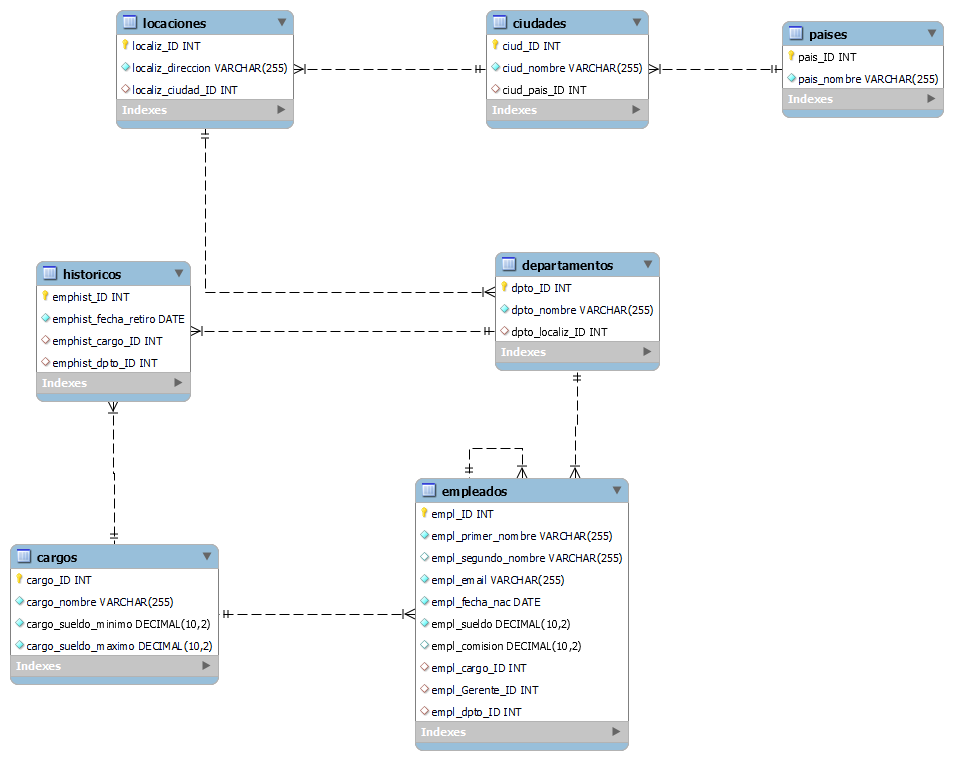 locaciones
localiz_ID INT
localiz_direccion VARCHAR(255)
localiz_ciudad_ID INT
Indexes
ciudades
ciud_ID INT
ciud_nombre VARCHAR(255)
ciud_pais_ID INT
Indexes
paises
pais_ID INT
pais_nombre VARCHAR(255)
Indexes
historicos
emphist_ID INT
emphist_fecha_retiro DATE
emphist_cargo_ID INT
emphist_dpto_ID INT
Indexes
departamentos
dpto_ID INT
dpto_nombre VARCHAR(255)
dpto_localiz_ID INT
Indexes
cargos
cargo_ID INT
cargo_nombre VARCHAR(255)
cargo_sueldo_minimo DECIMAL(10,2)
cargo_sueldo_maximo DECIMAL(10,2)
Indexes
empleados
empl_ID INT
empl_primer_nombre VARCHAR(255)
empl_segundo_nombre VARCHAR(255)
empl_email VARCHAR(255)
empl_fecha_nac DATE
empl_sueldo DECIMAL(10,2)
empl_comision DECIMAL(10,2)
empl_cargo_ID INT
empl_Gerente_ID INT
empl_dpto_ID INT
Indexes